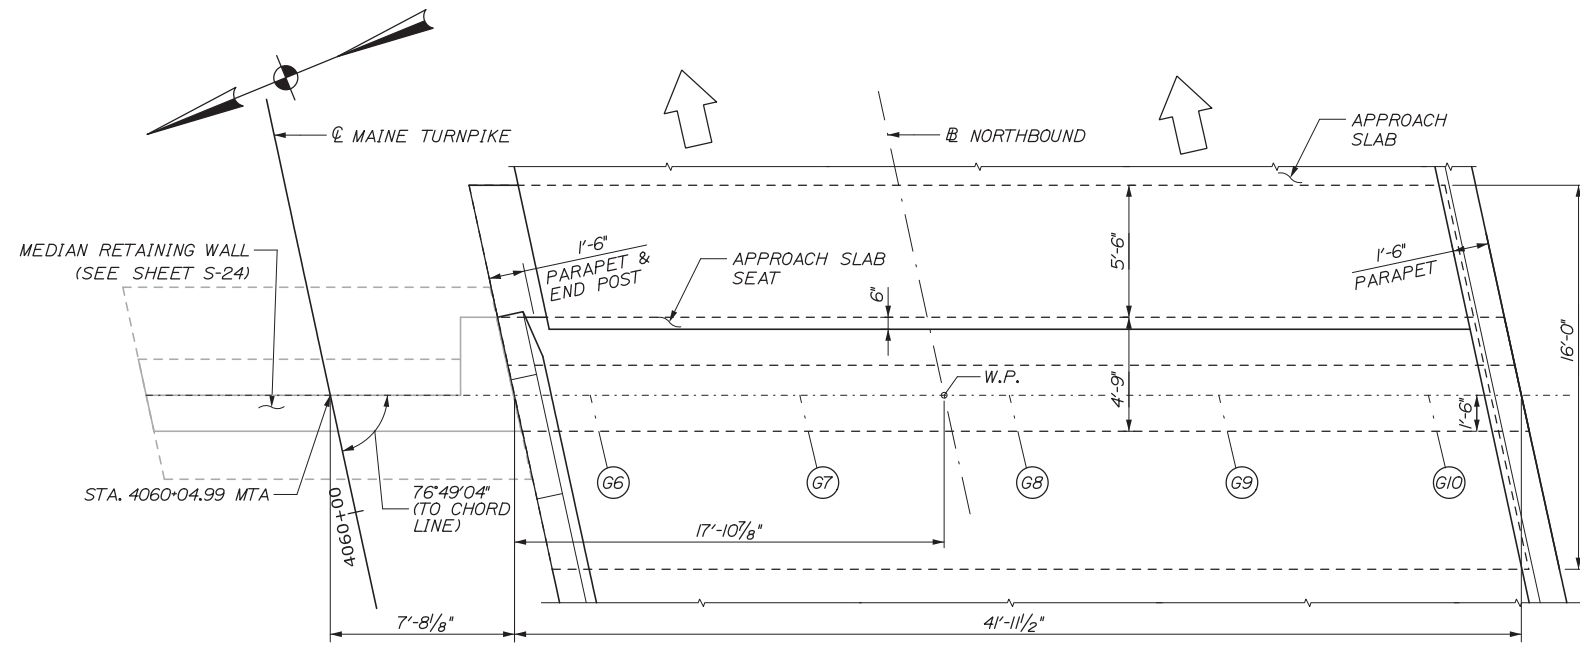 ℄ MAINE TURNPIKE
BL NORTHBOUND
APPROACH
SLAB
MEDIAN RETAINING WALL
(SEE SHEET S-24)
1'-6"
PARAPET &
END POST
APPROACH SLAB
SEAT
6"
5'-6"
1'-6"
PARAPET
16'-0"
W.P.
4'-9"
1'-6"
STA. 4060+04.99 MTA
4060+00
76°49'04"
(TO CHORD
LINE)
G6
G7
G8
G9
G10
17'-10⅞"
7'-8⅛"
41'-11½"